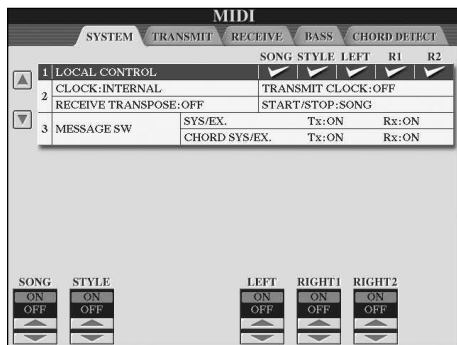 MIDI
SYSTEM TRANSMIT RECEIVE BASS CHORD DETECT
SONG STYLE LEFT R1 R2
1 LOCAL CONTROL
2 CLOCK:INTERNAL TRANSMIT CLOCK:OFF
RECEIVE TRANSPOSE:OFF START/STOP:SONG
3 MESSAGE SW SYS/EX. Tx:ON Rx:ON
CHORD SYS/EX. Tx:ON Rx:ON
SONG STYLE LEFT RIGHT1 RIGHT2
ON ON ON ON ON
OFF OFF OFF OFF OFF